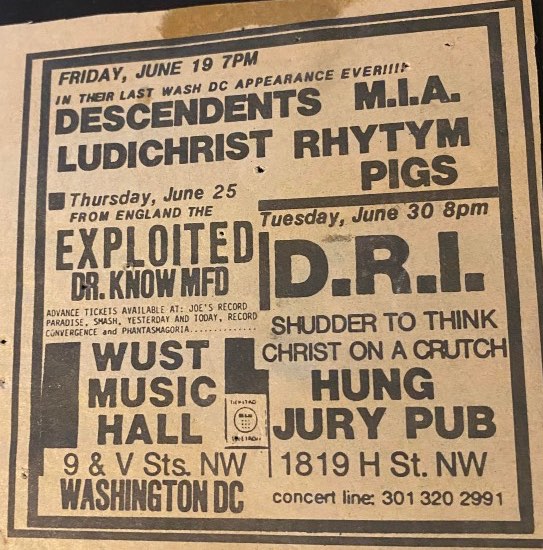 FRIDAY, JUNE 19 7PM
IN THEIR LAST WASH DC APPEARANCE EVER!!!!
DESCENDENTS M.I.A.
LUDICHRIST RHYTYM
PIGS
Thursday, June 25
FROM ENGLAND THE
EXPLOITED
DR. KNOW MFD
ADVANCE TICKETS AVAILABLE AT: JOE'S RECORD
PARADISE, SMASH, YESTERDAY AND TODAY, RECORD
CONVERGENCE and PHANTASMAGORIA..............
WUST
MUSIC
HALL
9 & V Sts. NW
WASHINGTON DC
Tuesday, June 30 8pm
D.R.I.
SHUDDER TO THINK
CHRIST ON A CRUTCH
HUNG
JURY PUB
1819 H St. NW
concert line: 301 320 2991